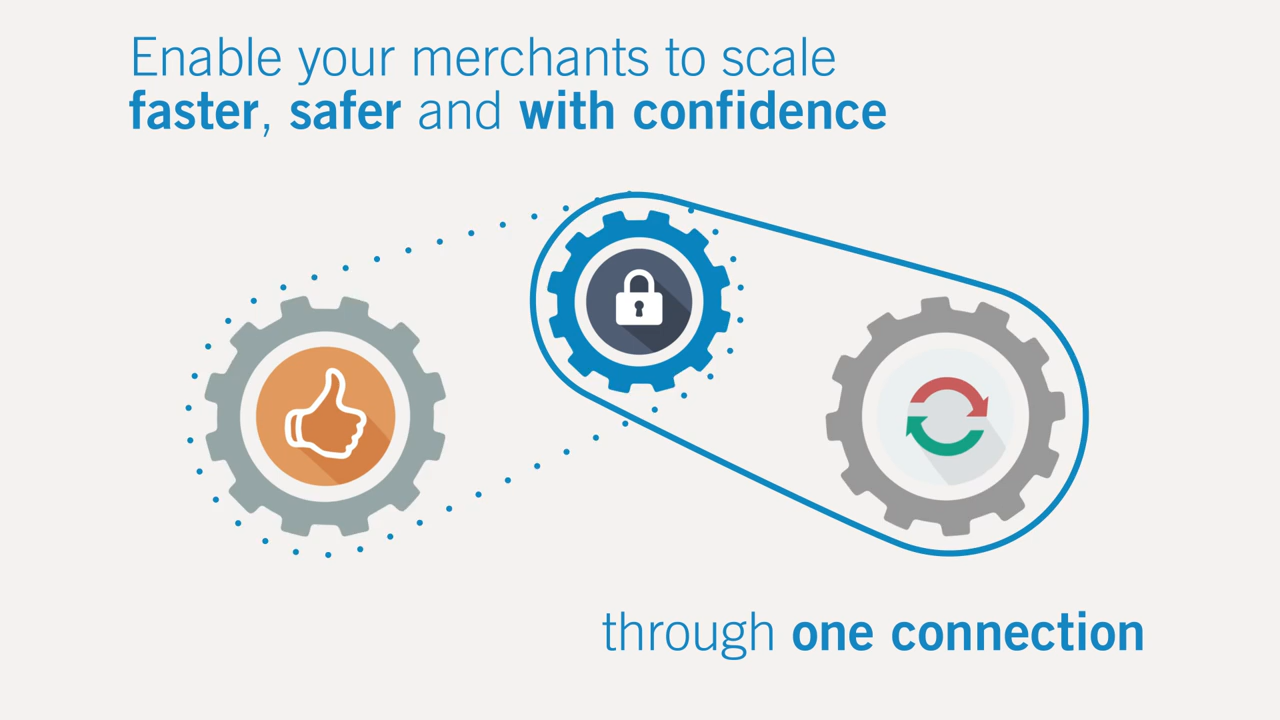 Enable your merchants to scale
faster, safer and with confidence
through one connection